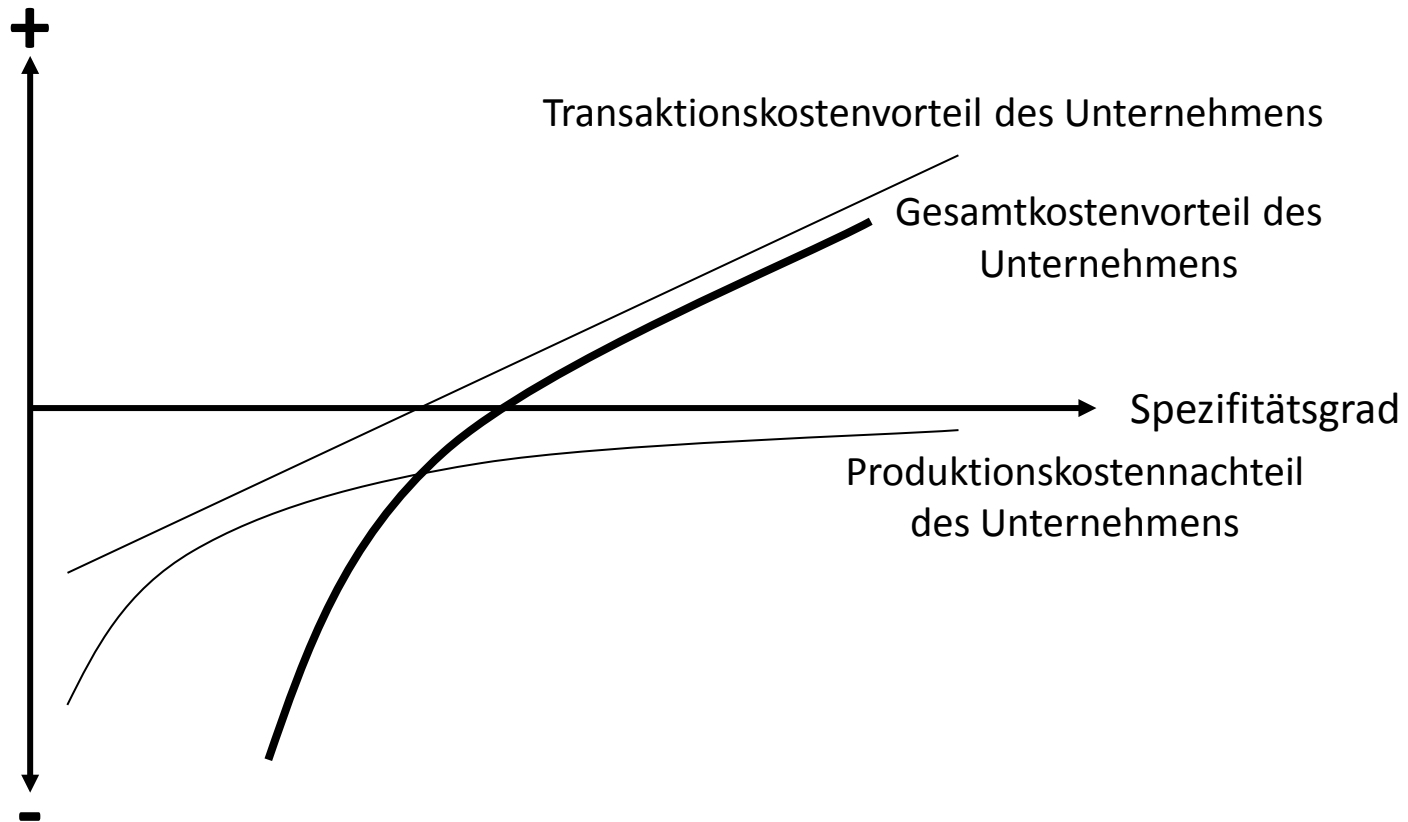 +
Transaktionskostenvorteil des Unternehmens
Gesamtkostenvorteil des
Unternehmens
Spezifitätsgrad
Produktionskostennachteil
des Unternehmens
-